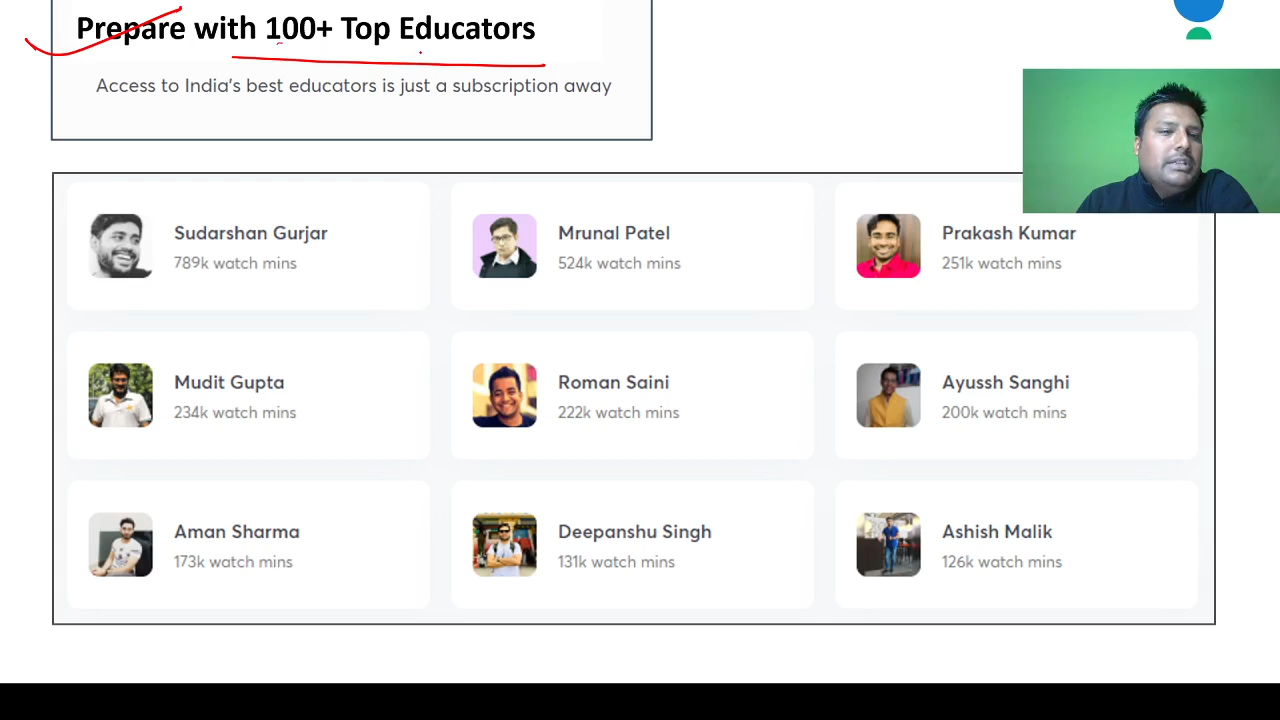 Prepare with 100+ Top Educators
Access to India's best educators is just a subscription away
Sudarshan Gurjar
789k watch mins
Mrunal Patel
524k watch mins
Prakash Kumar
251k watch mins
Mudit Gupta
234k watch mins
Roman Saini
222k watch mins
Ayussh Sanghi
200k watch mins
Aman Sharma
173k watch mins
Deepanshu Singh
131k watch mins
Ashish Malik
126k watch mins